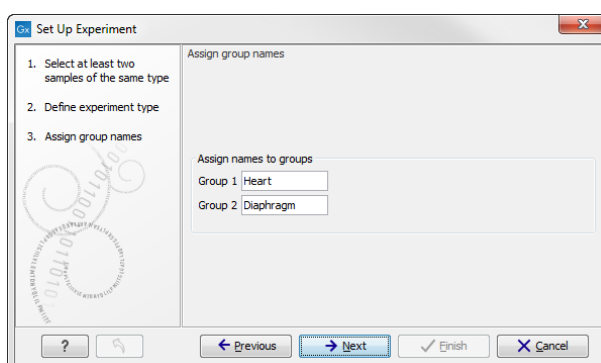 Gx Set Up Experiment
1. Select at least two
samples of the same type
2. Define experiment type
3. Assign group names
Assign group names
Assign names to groups
Group 1 Heart
Group 2 Diaphragm
? Previous Next Finish Cancel